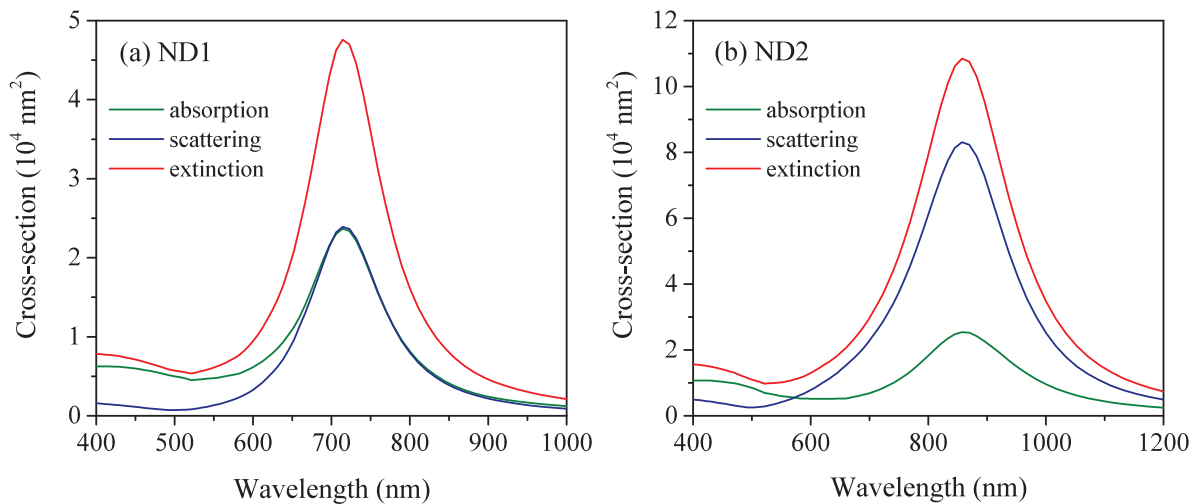 (a) ND1
absorption
scattering
extinction
Cross-section (10⁴ nm²)
5
4
3
2
1
0
400 500 600 700 800 900 1000
Wavelength (nm)
(b) ND2
absorption
scattering
extinction
Cross-section (10⁴ nm²)
12
10
8
6
4
2
0
400 600 800 1000 1200
Wavelength (nm)